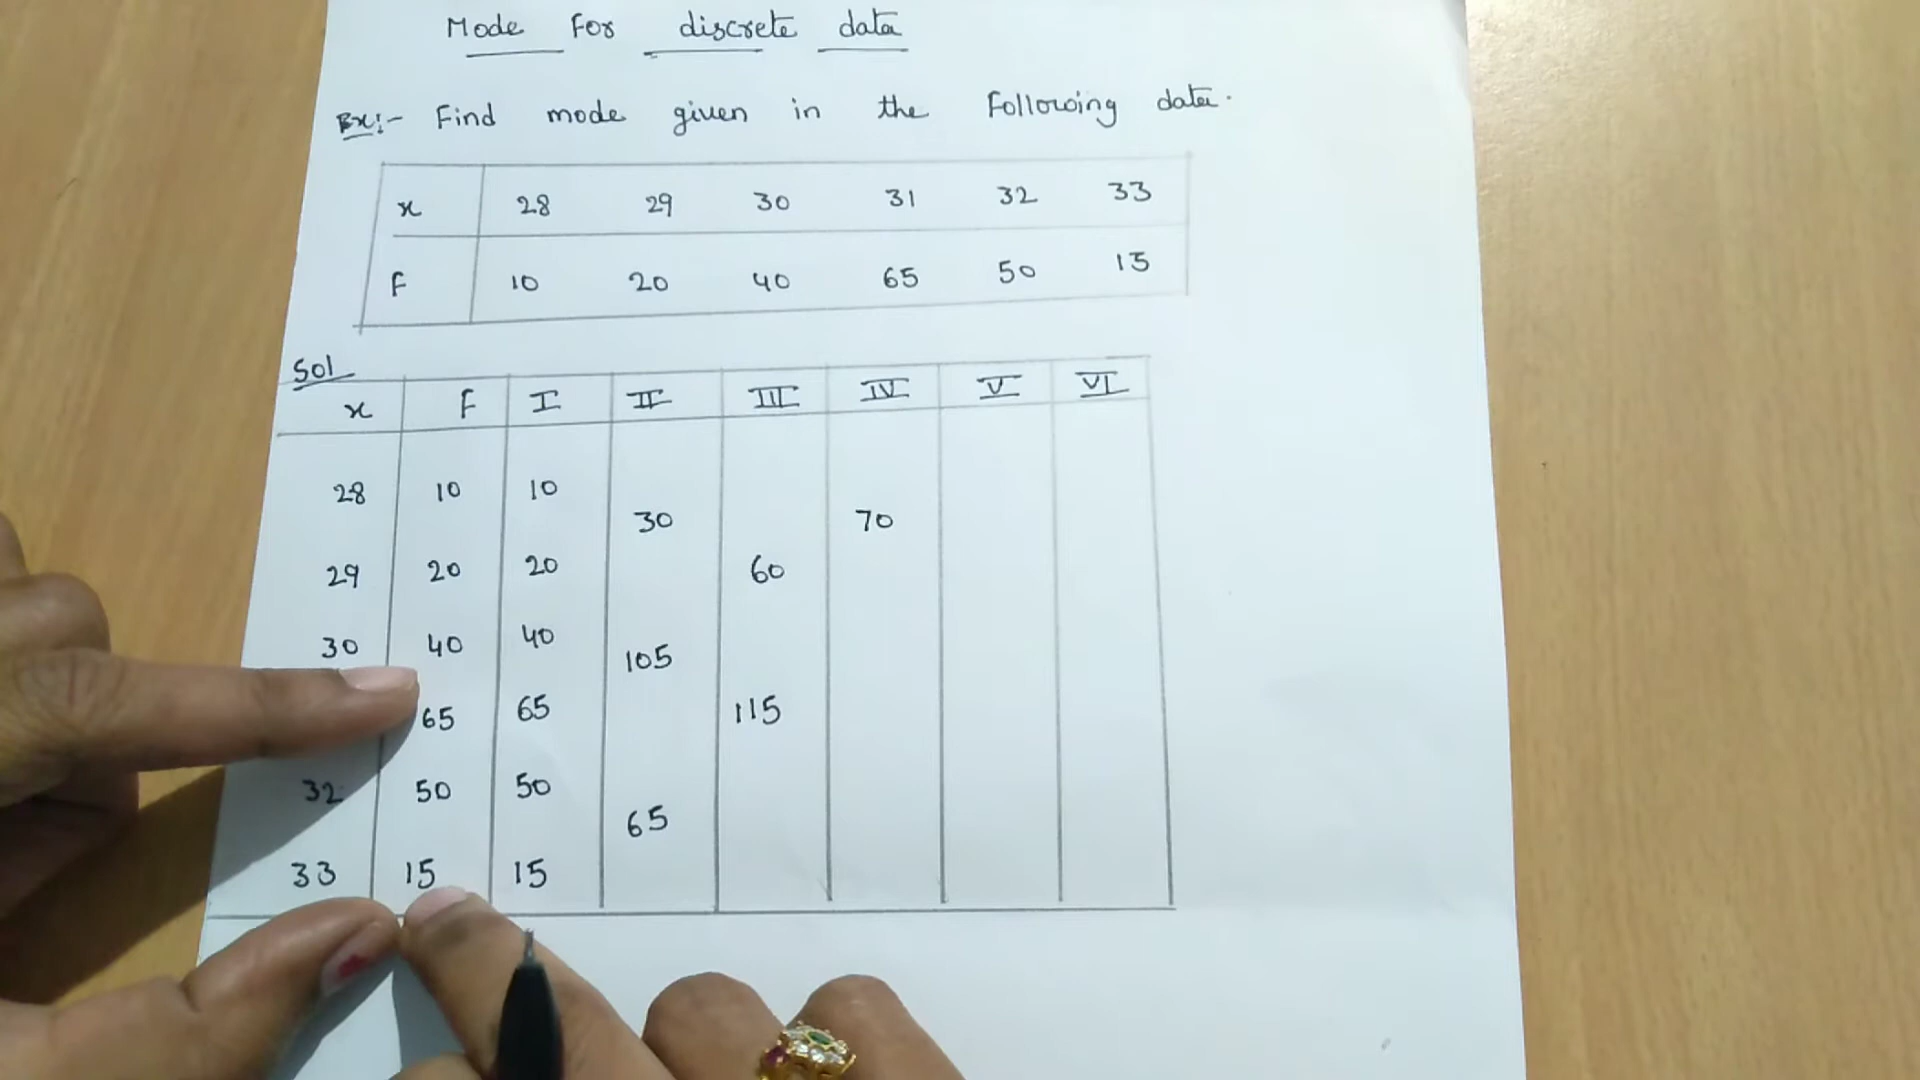 Mode For discrete data
Ex:- Find mode given in the Following data.
x 28 29 30 31 32 33
F 10 20 40 65 50 15
Sol
x F I II III IV V VI
28 10 10
30 70
29 20 20 60
30 40 40
105
65 65 115
32 50 50
65
33 15 15